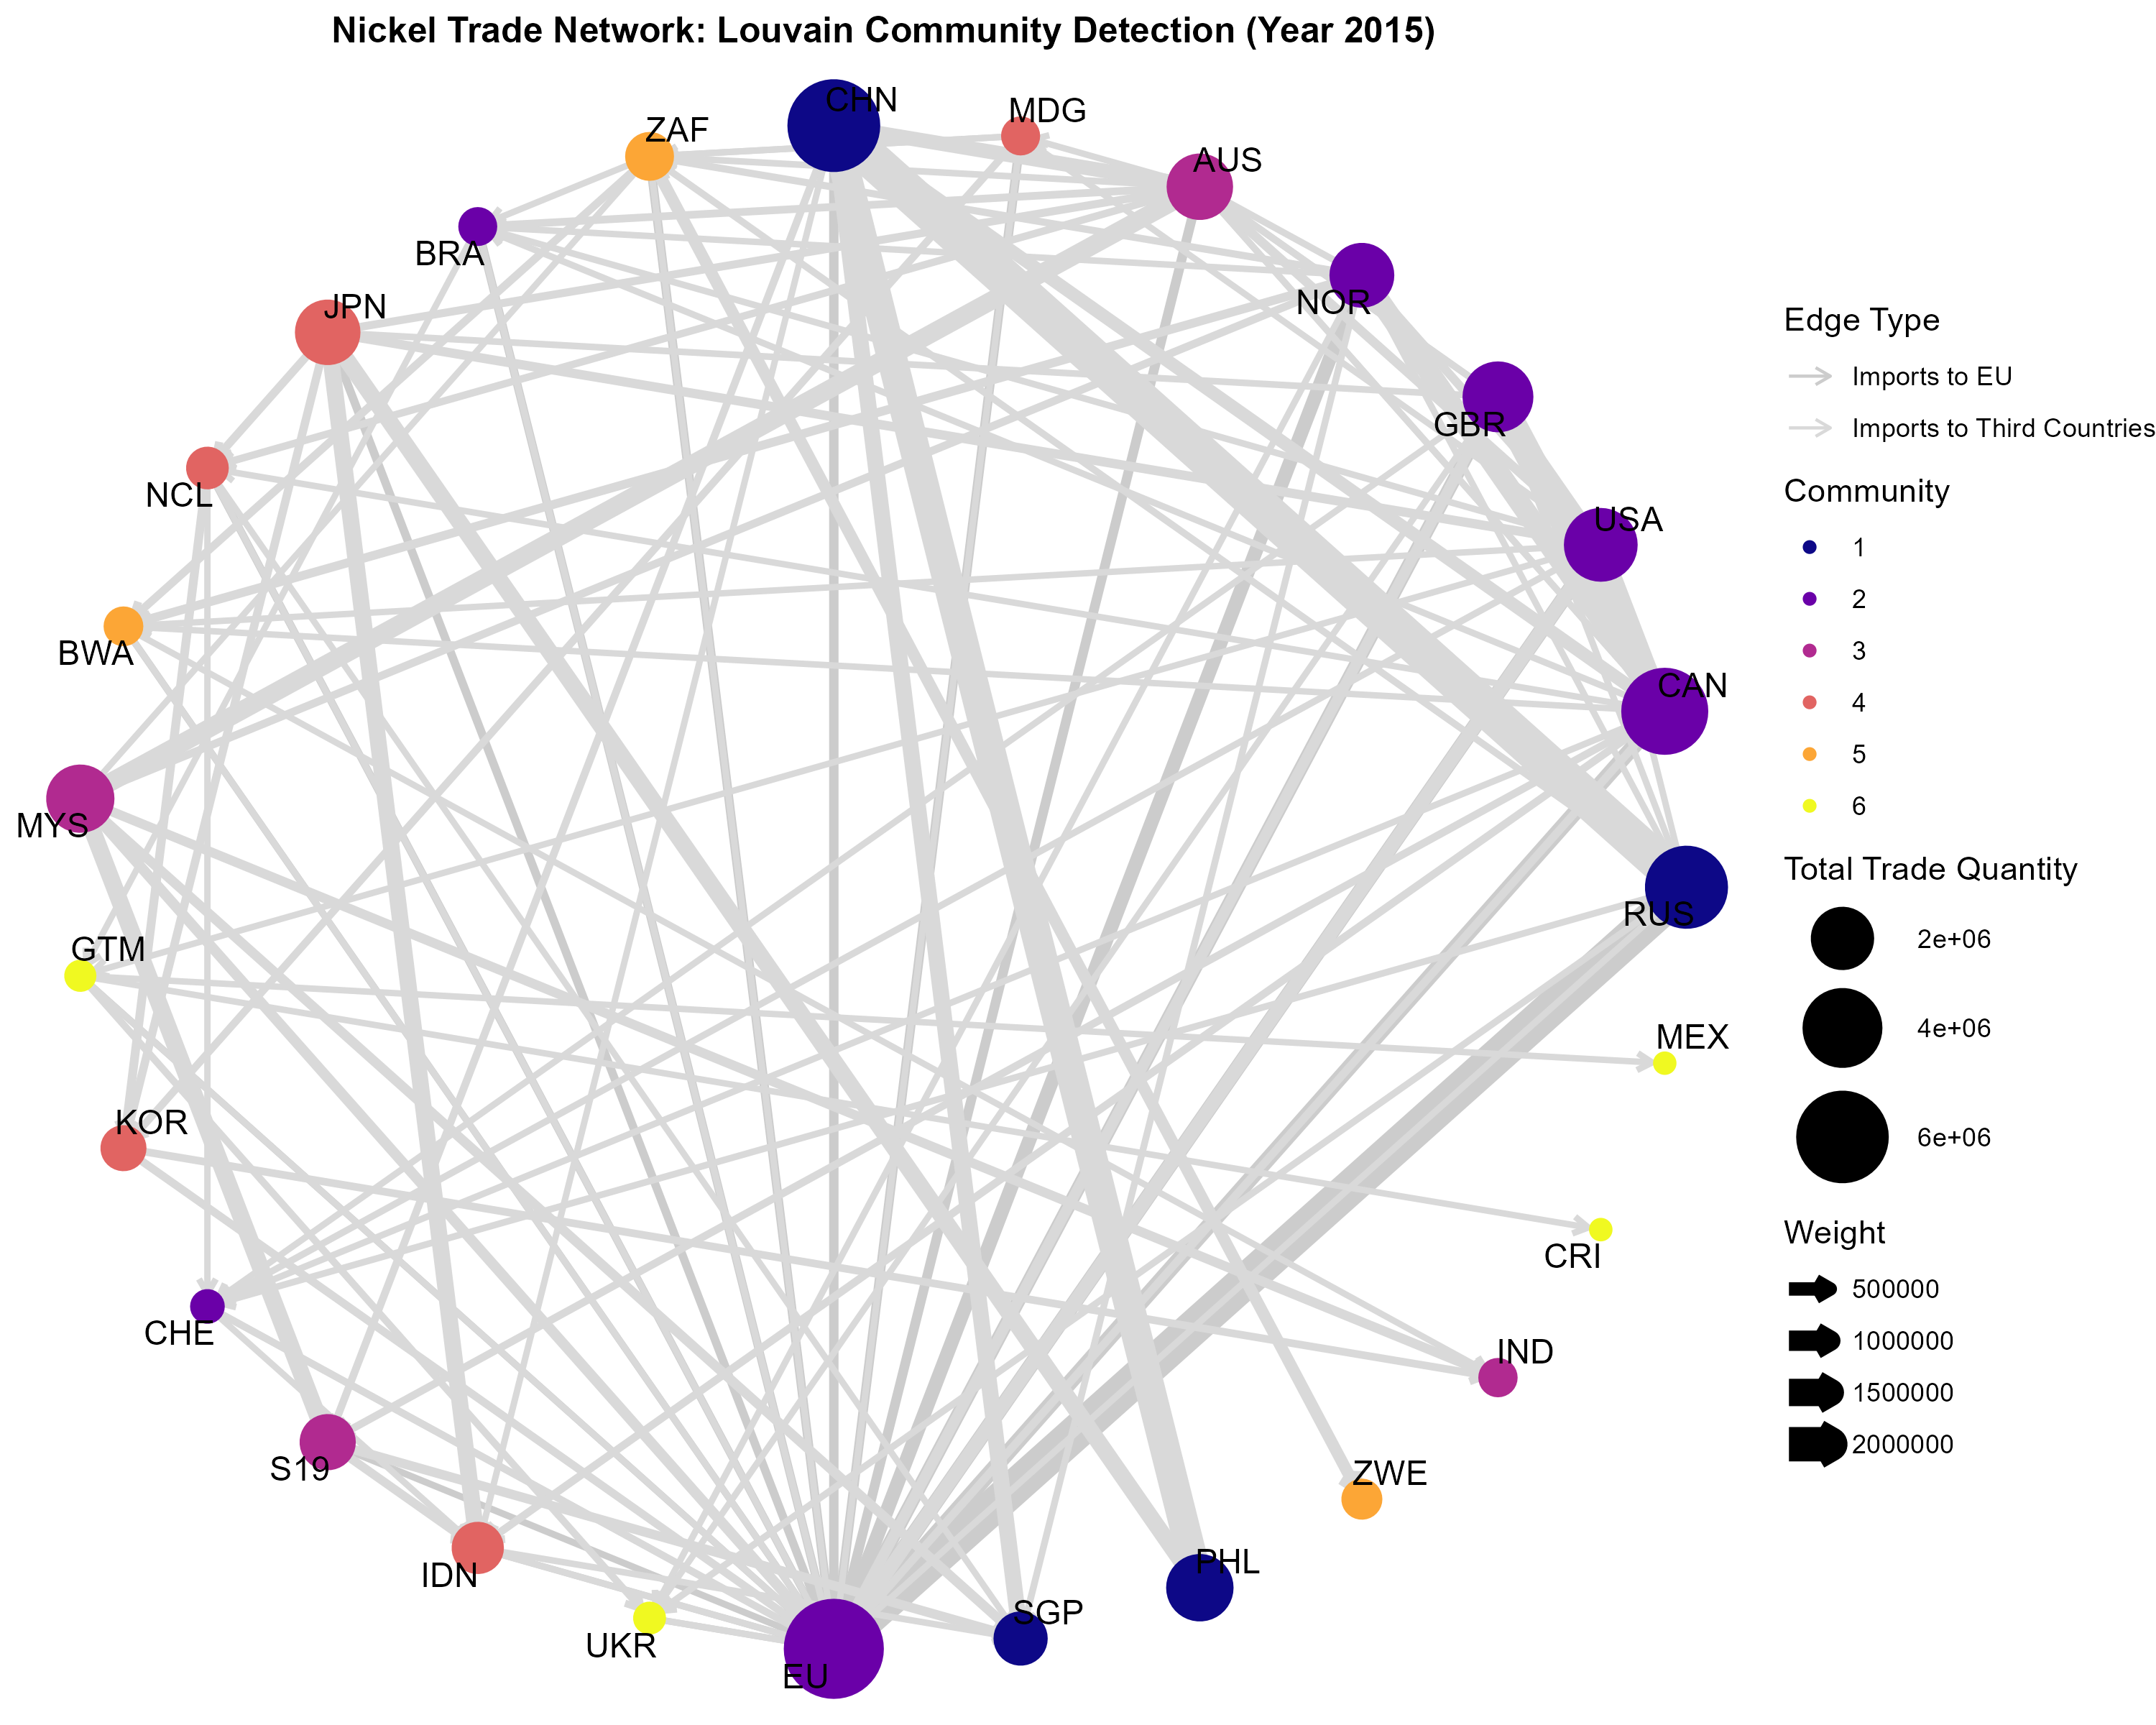 Nickel Trade Network: Louvain Community Detection (Year 2015)
CHN
MDG
ZAF
AUS
BRA
NOR
JPN
GBR
NCL
USA
BWA
CAN
MYS
RUS
GTM
MEX
KOR
CRI
CHE
IND
S19
ZWE
IDN
PHL
UKR
SGP
EU
Edge Type
Imports to EU
Imports to Third Countries
Community
1
2
3
4
5
6
Total Trade Quantity
2e+06
4e+06
6e+06
Weight
500000
1000000
1500000
2000000